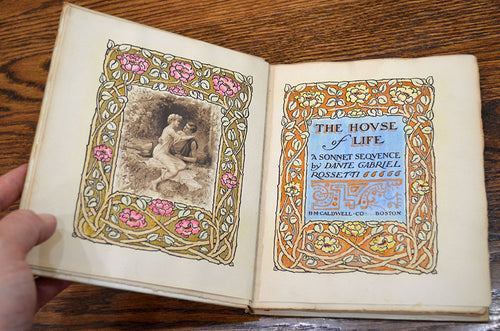 THE HOVSE
of LIFE
A SONNET SEQVENCE
by DANTE GABRIEL
ROSSETTI
H·M·CALDWELL·CO· BOSTON